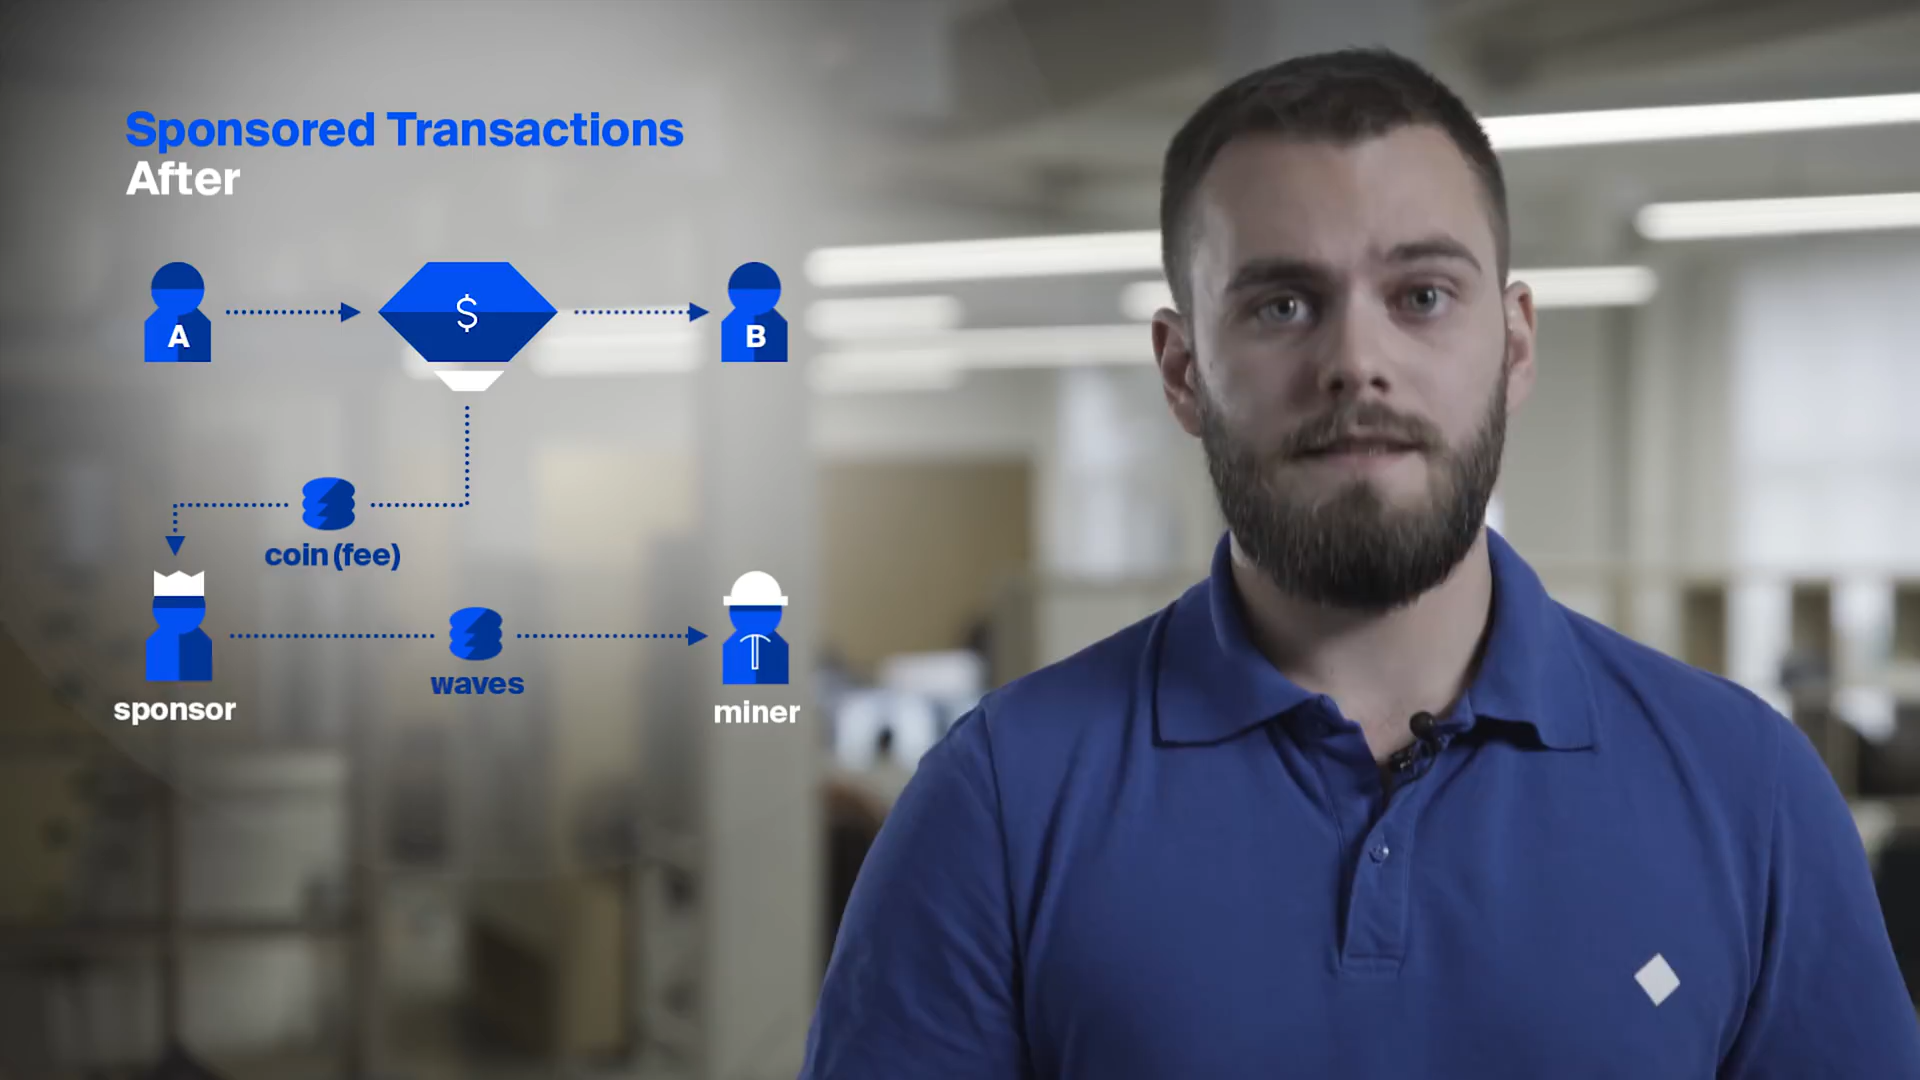 Sponsored Transactions
After
A
$
B
coin (fee)
waves
sponsor
miner